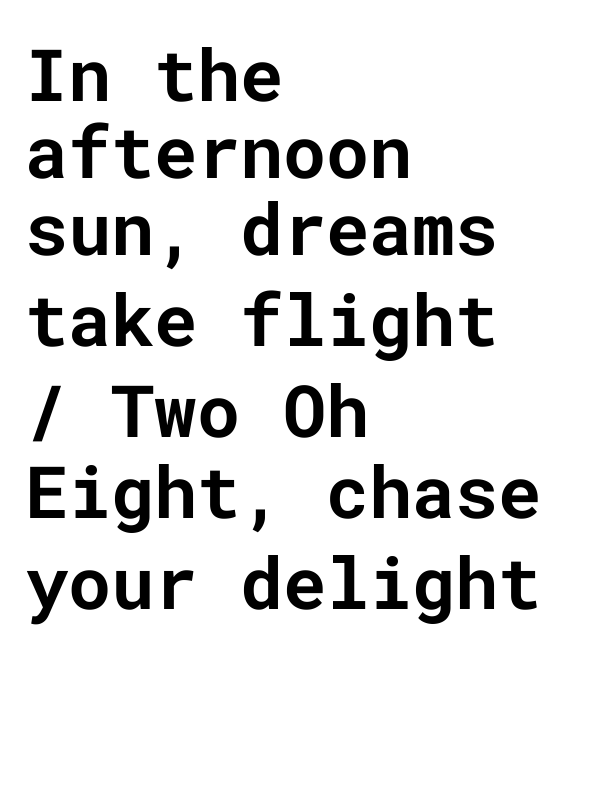 In the
afternoon
sun, dreams
take flight
/ Two Oh
Eight, chase
your delight